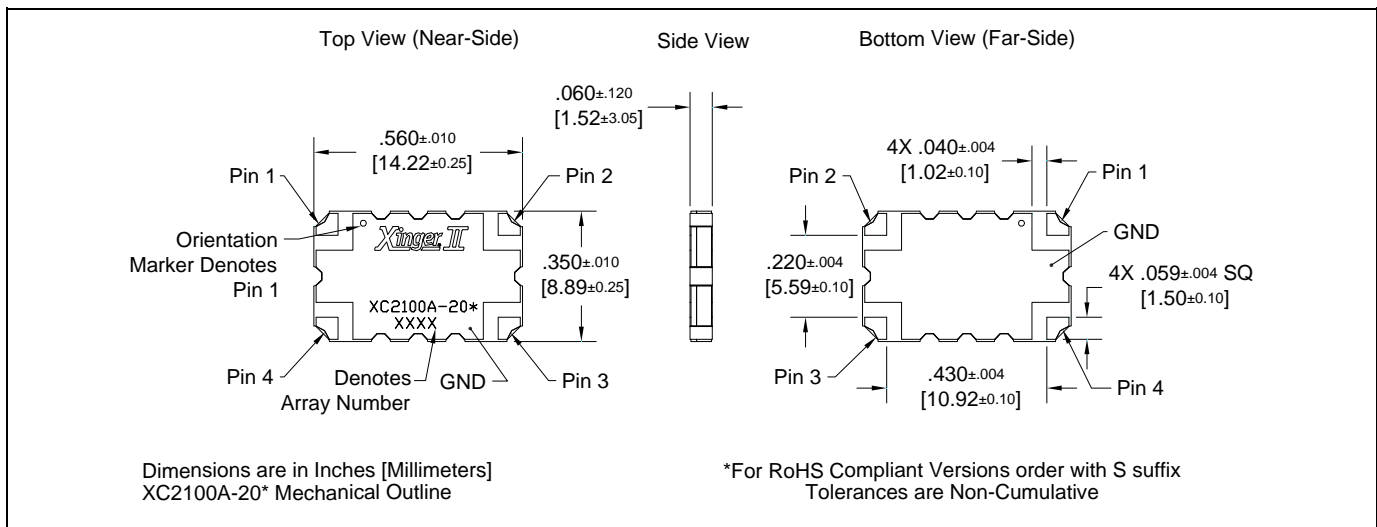 Top View (Near-Side)
Side View
Bottom View (Far-Side)
.060±.120
[1.52±3.05]
.560±.010
[14.22±0.25]
4X .040±.004
[1.02±0.10]
Pin 1
Pin 2
Pin 2
Pin 1
Orientation
Marker Denotes
Pin 1
Xinger II
GND
.350±.010
[8.89±0.25]
.220±.004
[5.59±0.10]
4X .059±.004 SQ
[1.50±0.10]
XC2100A-20*
XXXX
Pin 4
Denotes
Array Number
GND
Pin 3
Pin 3
.430±.004
[10.92±0.10]
Pin 4
Dimensions are in Inches [Millimeters]
XC2100A-20* Mechanical Outline
*For RoHS Compliant Versions order with S suffix
Tolerances are Non-Cumulative